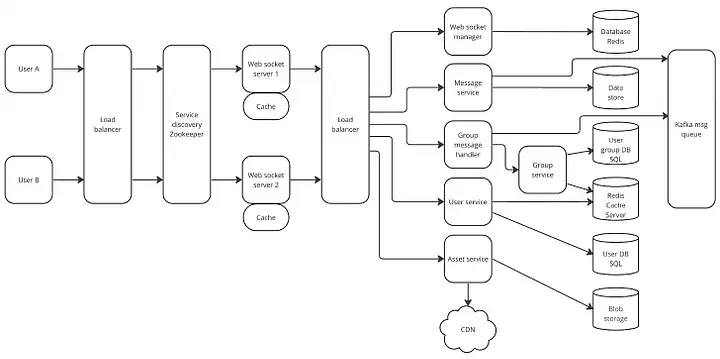 User A
User B
Load
balancer
Service
discovery
Zookeeper
Web socket
server 1
Cache
Web socket
server 2
Cache
Load
balancer
Web socket
manager
Message
service
Group
message
handler
Group
service
User service
Asset service
CDN
Database
Redis
Data
store
User
group DB
SQL
Redis
Cache
Server
User DB
SQL
Blob
storage
Kafka msg
queue